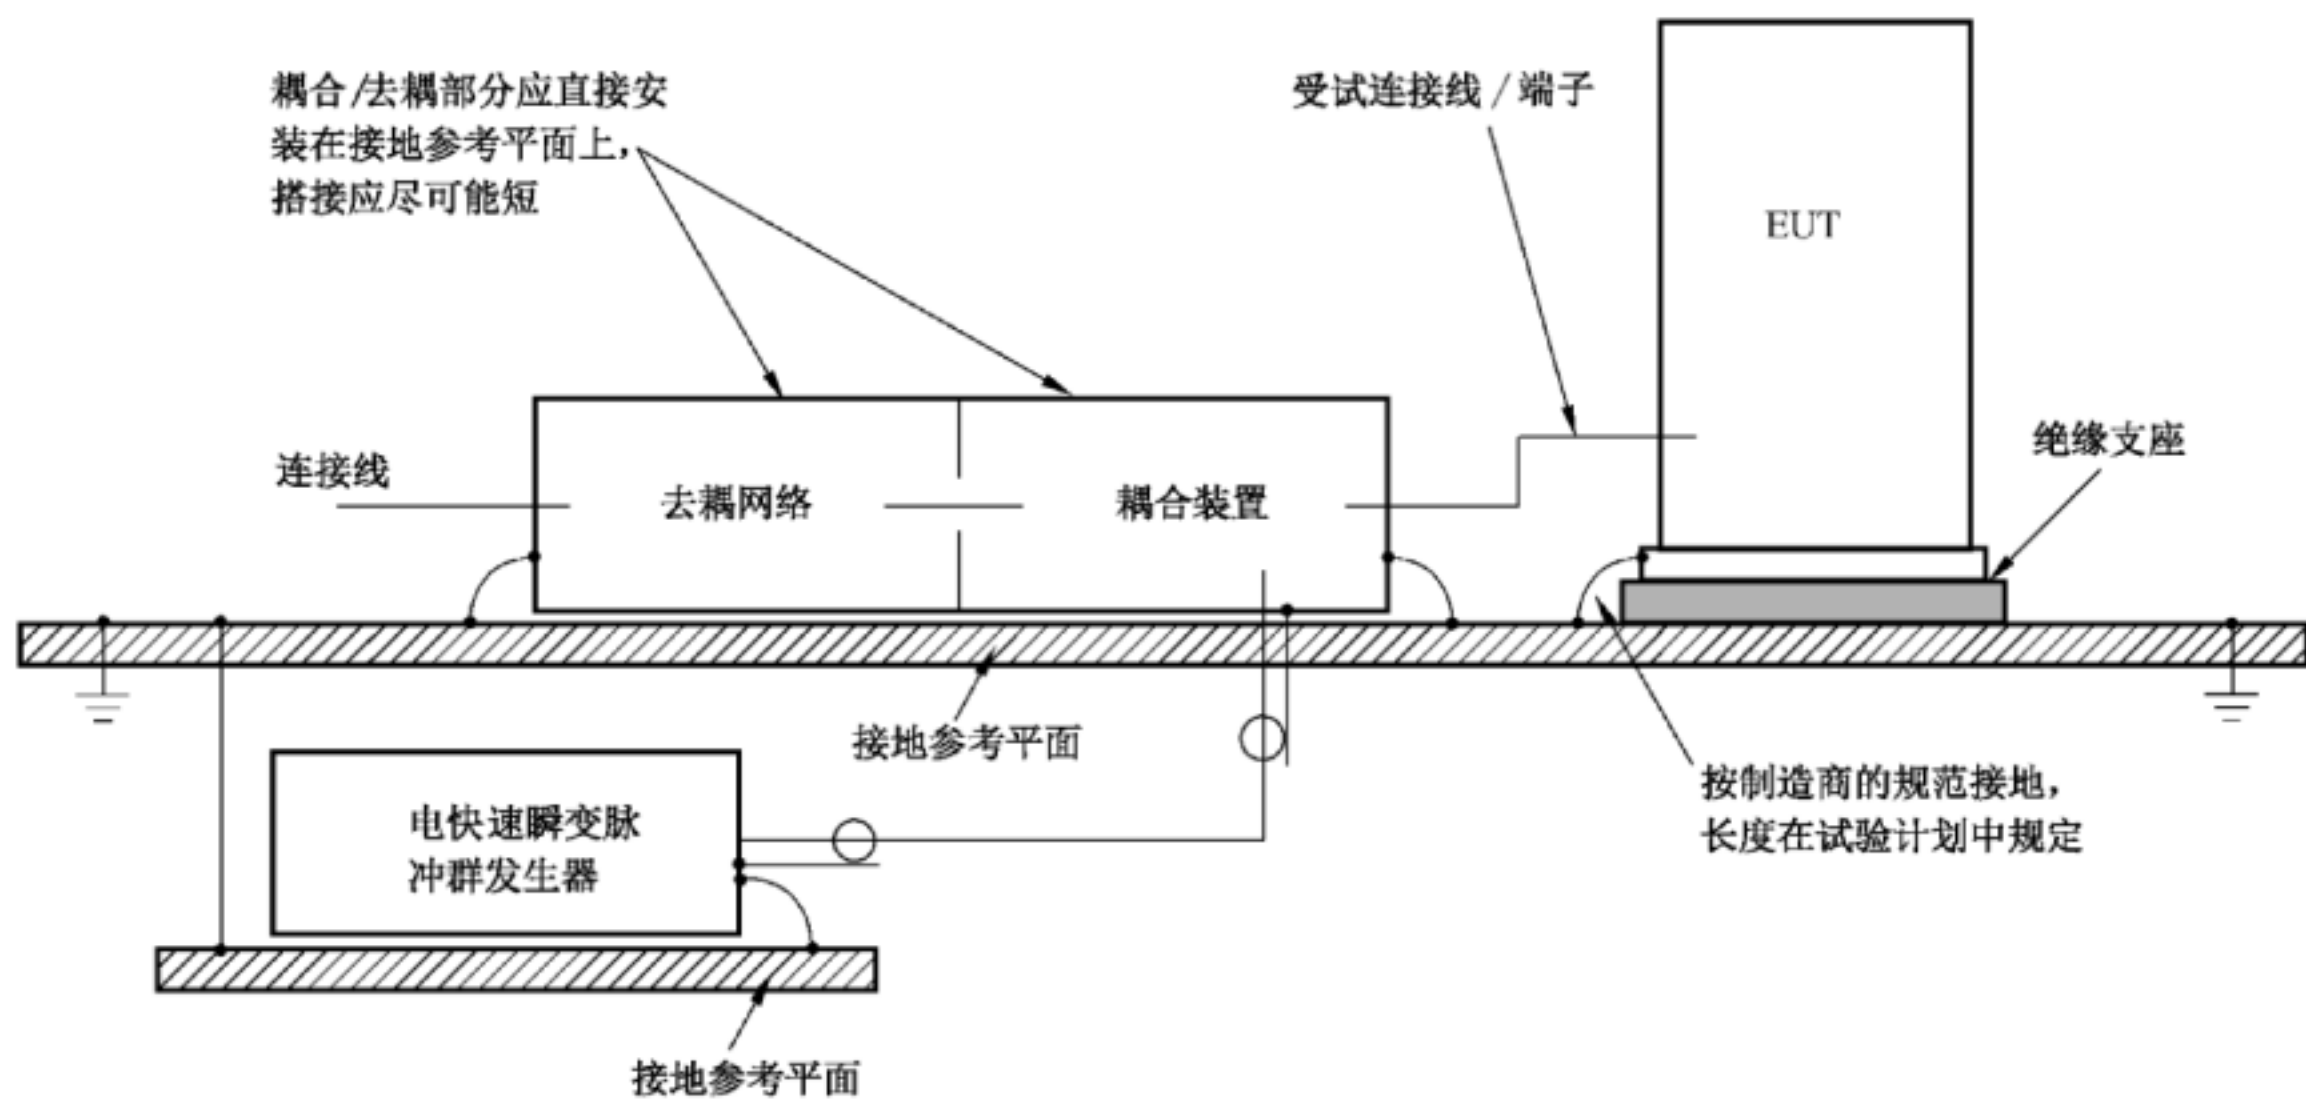 耦合/去耦部分应直接安
装在接地参考平面上，
搭接应尽可能短
受试连接线/端子
EUT
绝缘支座
连接线
去耦网络
耦合装置
接地参考平面
按制造商的规范接地，
长度在试验计划中规定
电快速瞬变脉
冲群发生器
接地参考平面